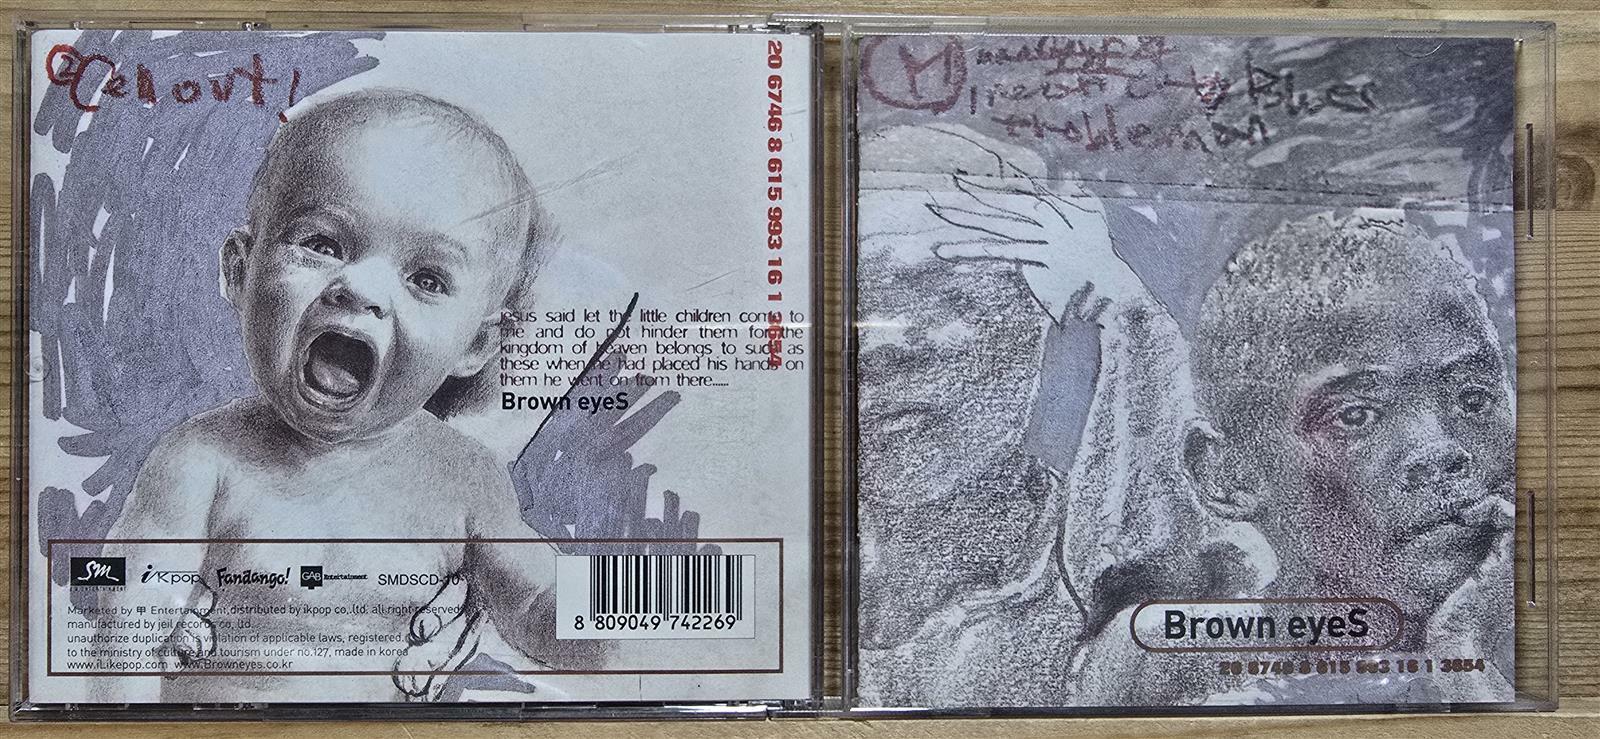 2 Cell out!
20 6746 8 615 993 16 1 3654
jesus said let the little children come to
me and do not hinder them for the
kingdom of heaven belongs to such as
these when he had placed his hands on
them he went on from there......
Brown eyeS
SM
ikpop Fandango! GAB Entertainment SMDSCD-10
Marketed by 甲 Entertainment, distributed by ikpop co,.ltd. all right reserved.
manufactured by jeil records co, ltd..
unauthorize duplication is violation of applicable laws, registered.
to the ministry of culture and tourism under no.127, made in korea
www.iLikepop.com www.Browneyes.co.kr
8 809049 742269
Blues
Brown eyeS
20 6746 8 615 993 16 1 3654